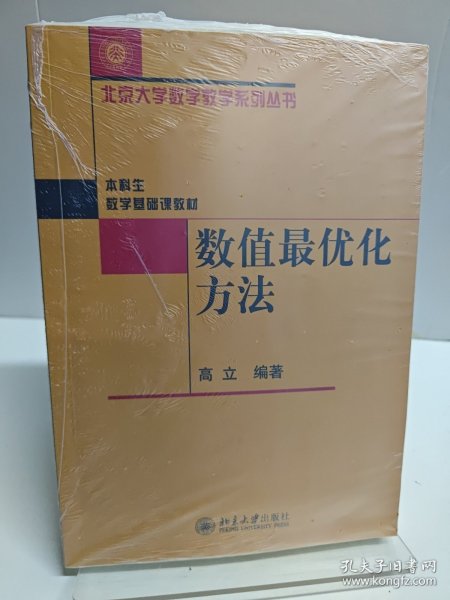 北京大学数学教学系列丛书
本科生
数学基础课教材
数值最优化
方法
高立 编著
北京大学出版社
PEKING UNIVERSITY PRESS
孔夫子旧书网
www.kongfz.com